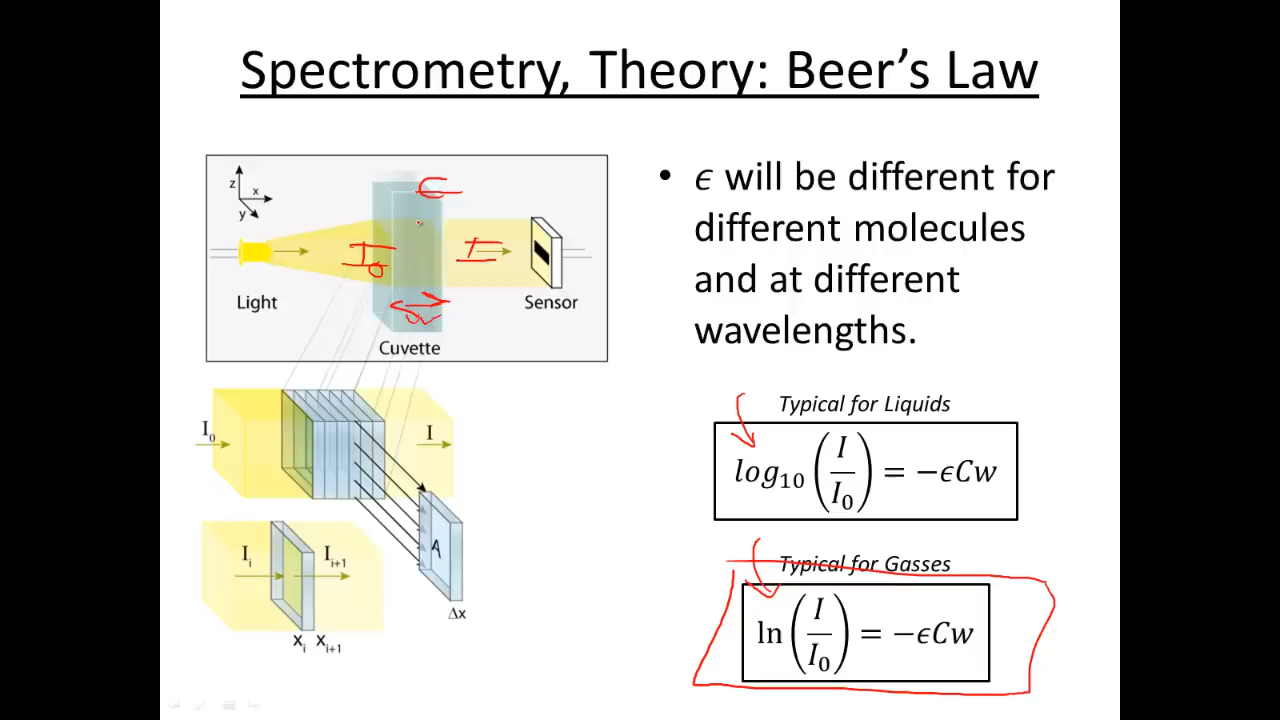 Spectrometry, Theory: Beer's Law
z
x
y
C
I₀
I
w
Light
Sensor
Cuvette
I₀
I
A
Δx
Iᵢ
Iᵢ₊₁
xᵢ xᵢ₊₁
• ϵ will be different for
different molecules
and at different
wavelengths.
Typical for Liquids
log₁₀(I/I₀) = −ϵCw
Typical for Gasses
ln(I/I₀) = −ϵCw